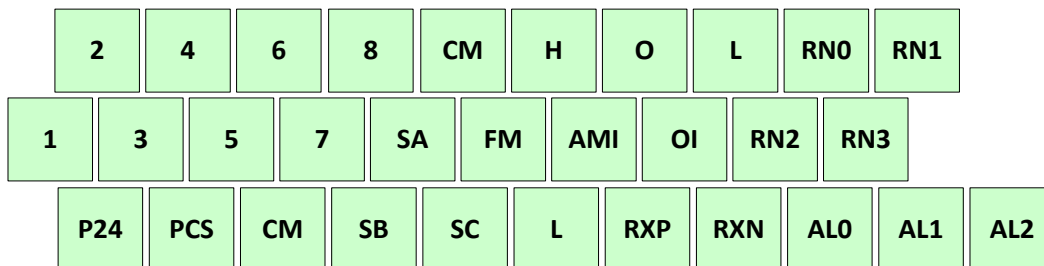 2 4 6 8 CM H O L RN0 RN1
1 3 5 7 SA FM AMI OI RN2 RN3
P24 PCS CM SB SC L RXP RXN AL0 AL1 AL2